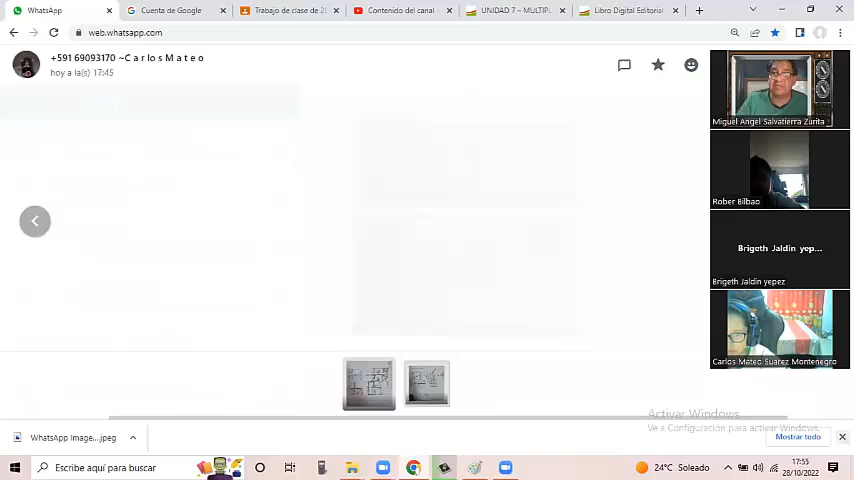 WhatsApp
Cuenta de Google
Trabajo de clase de 2
Contenido del canal -
UNIDAD 7 – MULTIPL
Libro Digital Editorial
web.whatsapp.com
+591 69093170 ~C a r l o s M a t e o
hoy a la(s) 17:45
Miguel Angel Salvatierra Zurita
Rober Bilbao
Brigeth Jaldin yep...
Brigeth Jaldin yepez
Carlos Mateo Suarez Montenegro
Activar Windows
Ve a Configuración para activar Windows.
WhatsApp Image....jpeg
Mostrar todo
Escribe aquí para buscar
24°C Soleado
17:55
28/10/2022